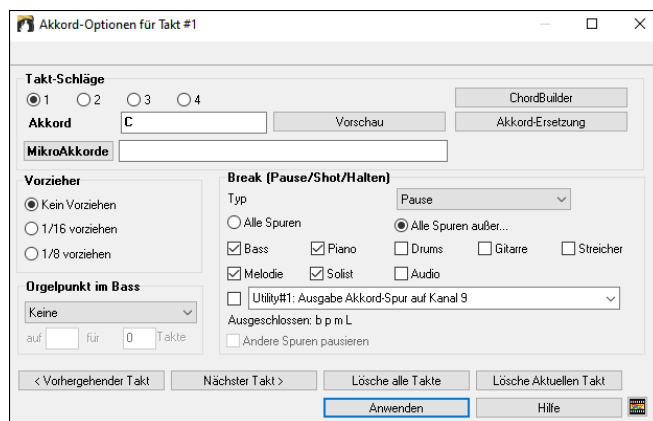 Akkord-Optionen für Takt #1
Takt-Schläge
1 2 3 4
ChordBuilder
Akkord C Vorschau Akkord-Ersetzung
MikroAkkorde
Vorzieher
Kein Vorziehen
1/16 vorziehen
1/8 vorziehen
Orgelpunkt im Bass
Keine
auf für 0 Takte
Break (Pause/Shot/Halten)
Typ Pause
Alle Spuren Alle Spuren außer...
Bass Piano Drums Gitarre Streicher
Melodie Solist Audio
Utility#1: Ausgabe Akkord-Spur auf Kanal 9
Ausgeschlossen: b p m L
Andere Spuren pausieren
< Vorhergehender Takt Nächster Takt > Lösche alle Takte Lösche Aktuellen Takt
Anwenden Hilfe